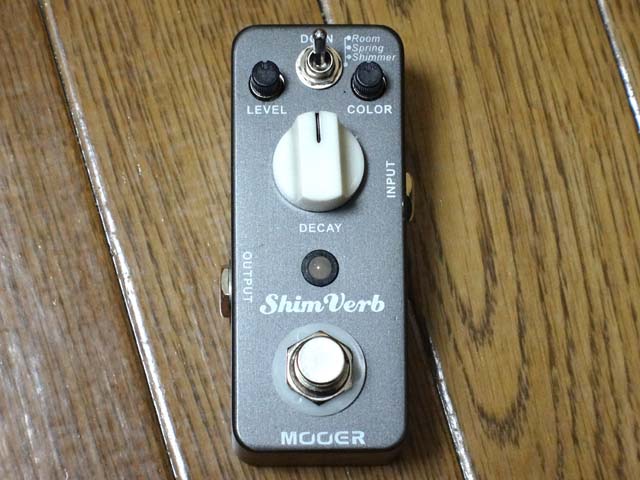 Room
Spring
Shimmer
LEVEL
COLOR
INPUT
DECAY
OUTPUT
ShimVerb
MOOER